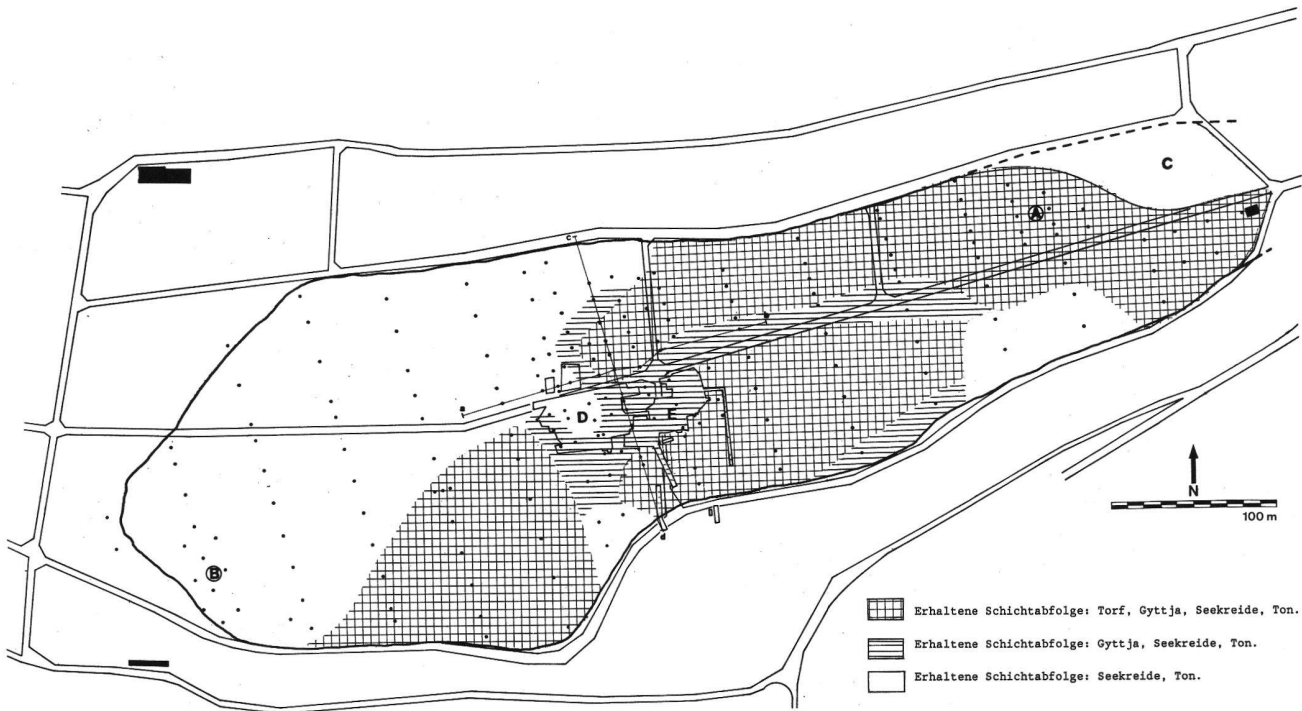 C
A
c
a
D
E
b
B
d
N
100 m
Erhaltene Schichtabfolge: Torf, Gyttja, Seekreide, Ton.
Erhaltene Schichtabfolge: Gyttja, Seekreide, Ton.
Erhaltene Schichtabfolge: Seekreide, Ton.